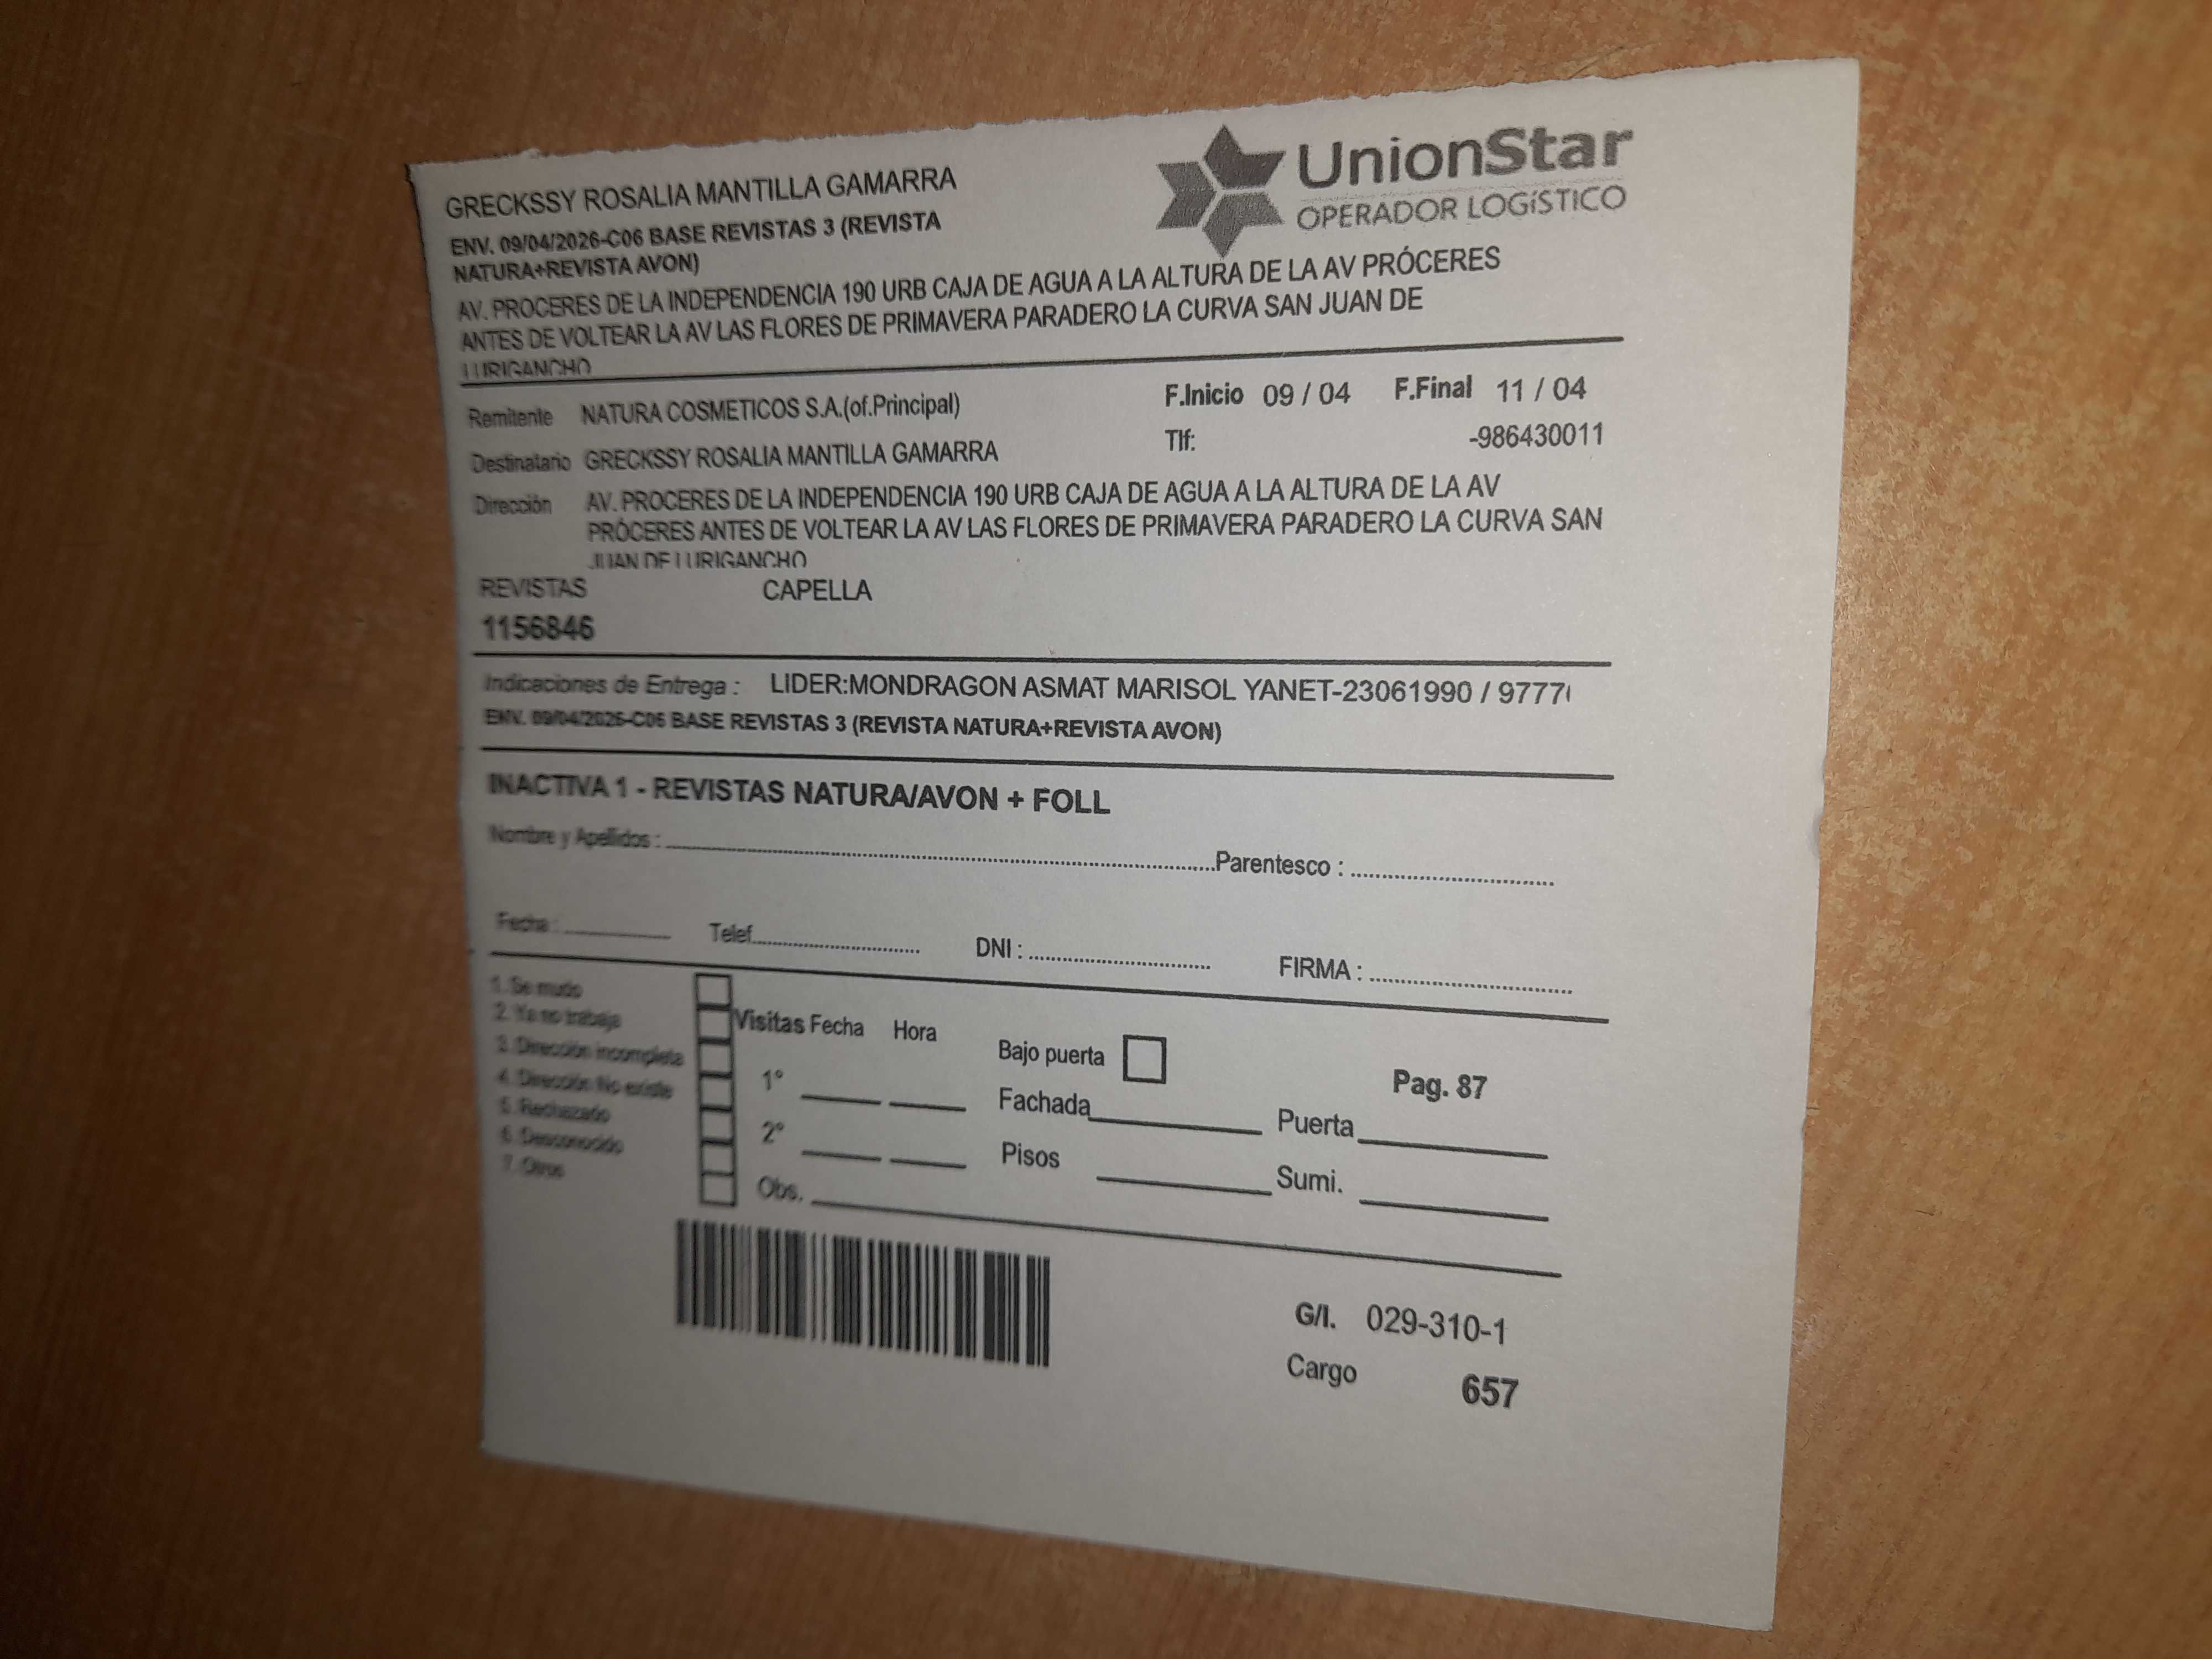 GRECKSSY ROSALIA MANTILLA GAMARRA
UnionStar
OPERADOR LOGÍSTICO
ENV. 09/04/2026-C06 BASE REVISTAS 3 (REVISTA
NATURA+REVISTA AVON)
AV. PROCERES DE LA INDEPENDENCIA 190 URB CAJA DE AGUA A LA ALTURA DE LA AV PRÓCERES
ANTES DE VOLTEAR LA AV LAS FLORES DE PRIMAVERA PARADERO LA CURVA SAN JUAN DE
LURIGANCHO
Remitente NATURA COSMETICOS S.A.(of.Principal) F.Inicio 09 / 04 F.Final 11 / 04
Destinatario GRECKSSY ROSALIA MANTILLA GAMARRA Tlf: -986430011
Dirección AV. PROCERES DE LA INDEPENDENCIA 190 URB CAJA DE AGUA A LA ALTURA DE LA AV
PRÓCERES ANTES DE VOLTEAR LA AV LAS FLORES DE PRIMAVERA PARADERO LA CURVA SAN
JUAN DE LURIGANCHO
REVISTAS CAPELLA
1156846
Indicaciones de Entrega : LIDER:MONDRAGON ASMAT MARISOL YANET-23061990 / 9777
ENV. 09/04/2026-C06 BASE REVISTAS 3 (REVISTA NATURA+REVISTA AVON)
INACTIVA 1 - REVISTAS NATURA/AVON + FOLL
Nombre y Apellidos : Parentesco :
Fecha : Telef. DNI : FIRMA :
1. Se mudo
2. Ya no trabaja
3. Dirección incompleta
4. Dirección No existe
5. Rechazado
6. Desconocido
7. Otros
Visitas Fecha Hora
1°
2°
Obs.
Bajo puerta
Pag. 87
Fachada Puerta
Pisos Sumi.
G/I. 029-310-1
Cargo 657